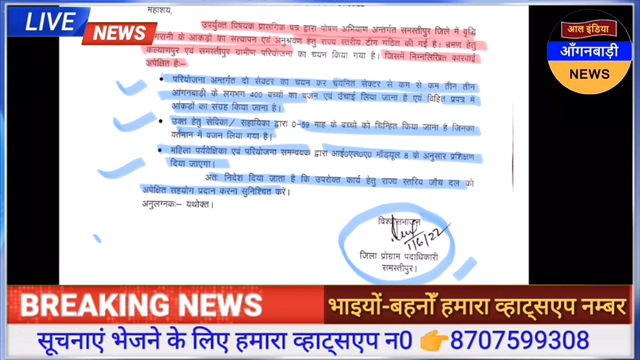 LIVE NEWS
महाशय,
उपर्युक्त विषयक प्रासंगिक पत्र द्वारा पोषण अभियान अन्तर्गत समस्तीपुर जिले में वृद्धि
गरानी के आंकड़ों का सत्यापन एवं अनुश्रवण हेतु राज्य स्तरीय टीम गठित की गई है। भ्रमण हेतु
कल्याणपुर एवं समस्तीपुर ग्रामीण परियोजना का चयन किया गया है। जिसमें निम्नलिखित कारवाई
अपेक्षित है:-
परियोजना अन्तर्गत दो सेक्टर का चयन कर चयनित सेक्टर से कम से कम तीन तीन
आंगनबाड़ी के लगभग 400 बच्चों का वजन एवं ऊँचाई लिया जाना है एवं विहित प्रपत्र में
आंकडों का संग्रह किया जाना है।
उक्त हेतु सेविका/ सहायिका द्वारा 0-59 माह के बच्चों को चिन्हित किया जाना है जिनका
वर्तमान में वजन लिया गया है।
महिला पर्यवेक्षिका एवं परियोजना समन्वयक द्वारा आई०एल०ए० मॉड्यूल 8 के अनुसार प्रशिक्षण
दिया जाएगा।
अतः निदेश दिया जाता है कि उपरोक्त कार्य हेतु राज्य स्तरिय जाँच दल को
अपेक्षित सहयोग प्रदान करना सुनिश्चित करें।
अनुलग्नकः- यथोक्त।
1/6/22
जिला प्रोग्राम पदाधिकारी
समस्तीपुर।
आल इंडिया
आँगनबाड़ी
NEWS
BREAKING NEWS
भाइयों-बहनोँ हमारा व्हाट्सएप नम्बर
सूचनाएं भेजने के लिए हमारा व्हाट्सएप न0 👉8707599308